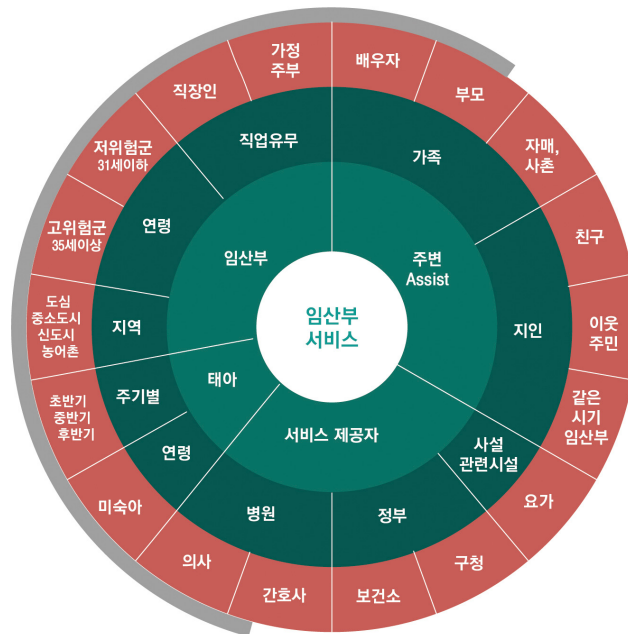 임산부
서비스
임산부
주변
Assist
서비스 제공자
태아
직업유무
가족
지인
사설
관련시설
정부
병원
연령
주기별
지역
연령
가정
주부
배우자
부모
자매,
사촌
친구
이웃
주민
같은
시기
임산부
요가
구청
보건소
간호사
의사
미숙아
초반기
중반기
후반기
도심
중소도시
신도시
농어촌
고위험군
35세이상
저위험군
31세이하
직장인